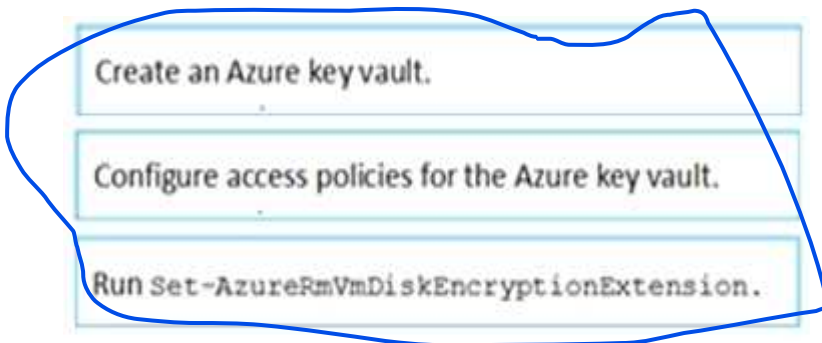 Create an Azure key vault.
Configure access policies for the Azure key vault.
Run Set-AzureRmVmDiskEncryptionExtension.